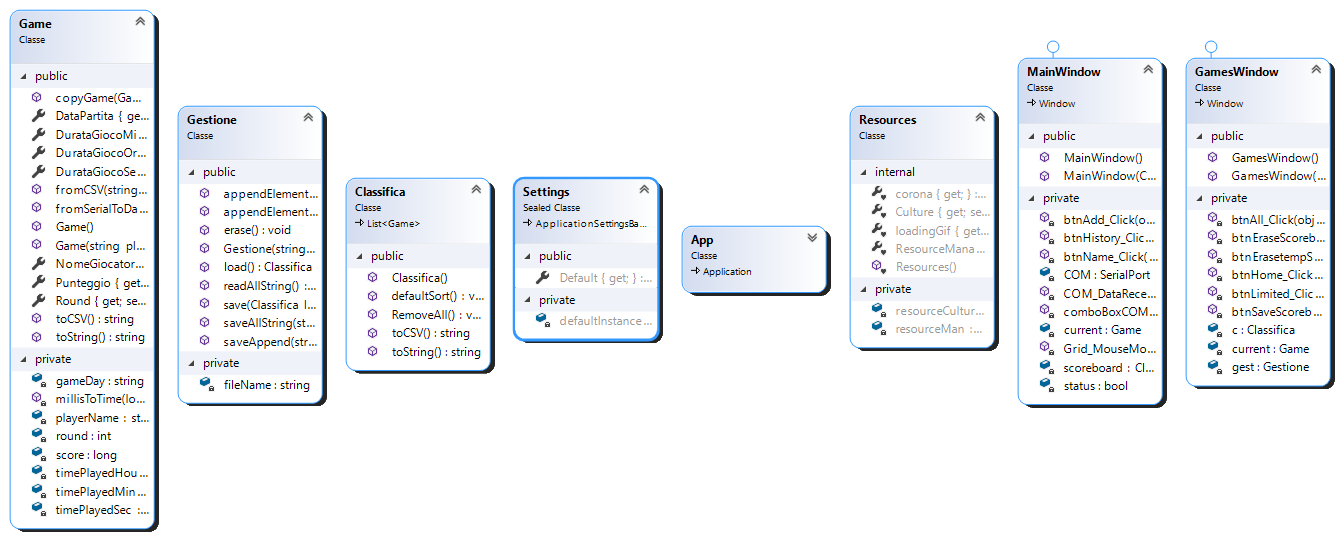 Game
Classe
public
copyGame(Ga...
DataPartita { ge...
DurataGiocoMi...
DurataGiocoOr...
DurataGiocoSe...
fromCSV(string...
fromSerialToDa...
Game()
Game(string pl...
NomeGiocator...
Punteggio { get...
Round { get; se...
toCSV() : string
toString() : string
private
gameDay : string
millisToTime(lo...
playerName : st...
round : int
score : long
timePlayedHou...
timePlayedMin...
timePlayedSec :...
Gestione
Classe
public
appendElement...
appendElement...
erase() : void
Gestione(string...
load() : Classifica
readAllString() :...
save(Classifica l...
saveAllString(st...
saveAppend(str...
private
fileName : string
Classifica
Classe
List<Game>
public
Classifica()
defaultSort() : v...
RemoveAll() : v...
toCSV() : string
toString() : string
Settings
Sealed Classe
ApplicationSettingsBa...
public
Default { get; } :...
private
defaultInstance...
App
Classe
Application
Resources
Classe
internal
corona { get; } :...
Culture { get; se...
loadingGif { get...
ResourceMana...
Resources()
private
resourceCultur...
resourceMan :...
MainWindow
Classe
Window
public
MainWindow()
MainWindow(C...
private
btnAdd_Click(o...
btnHistory_Clic...
btnName_Click(...
COM : SerialPort
COM_DataRece...
comboBoxCOM...
current : Game
Grid_MouseMo...
scoreboard : Cl...
status : bool
GamesWindow
Classe
Window
public
GamesWindow()
GamesWindow(...
private
btnAll_Click(obj...
btnEraseScoreb...
btnErasetempS...
btnHome_Click...
btnLimited_Clic...
btnSaveScoreb...
c : Classifica
current : Game
gest : Gestione